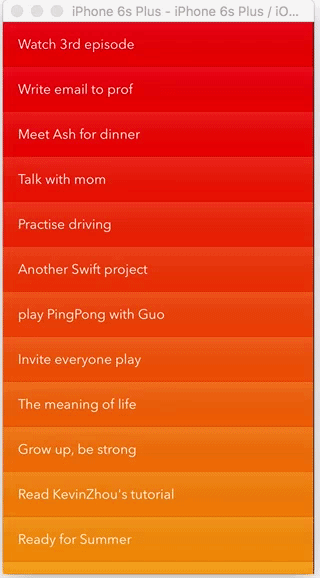 iPhone 6s Plus - iPhone 6s Plus / iO...
Watch 3rd episode
Write email to prof
Meet Ash for dinner
Talk with mom
Practise driving
Another Swift project
play PingPong with Guo
Invite everyone play
The meaning of life
Grow up, be strong
Read KevinZhou's tutorial
Ready for Summer